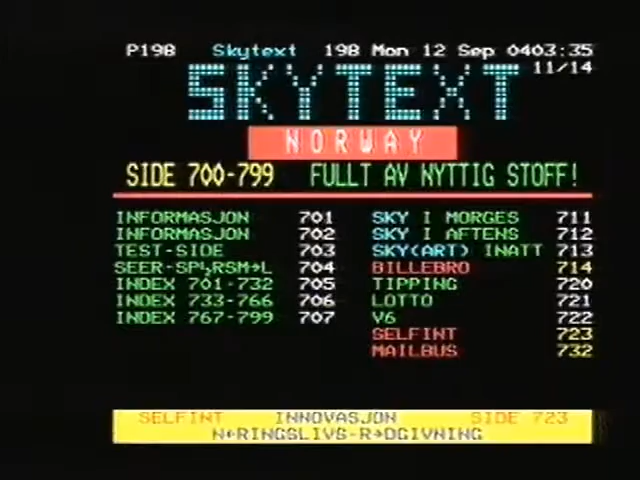 P198 Skytext 198 Mon 12 Sep 0403:35
11/14
SKYTEXT
NORWAY
SIDE 700-799 FULLT AV NYTTIG STOFF!
INFORMASJON 701 SKY I MORGES 711
INFORMASJON 702 SKY I AFTENS 712
TEST-SIDE 703 SKY(ART) INATT 713
SEER-SP½RSM→L 704 BILLEBRO 714
INDEX 701-732 705 TIPPING 720
INDEX 733-766 706 LOTTO 721
INDEX 767-799 707 V6 722
SELFINT 723
MAILBUS 732
SELFINT INNOVASJON SIDE 723
N←RINGSLIVS-R→DGIVNING